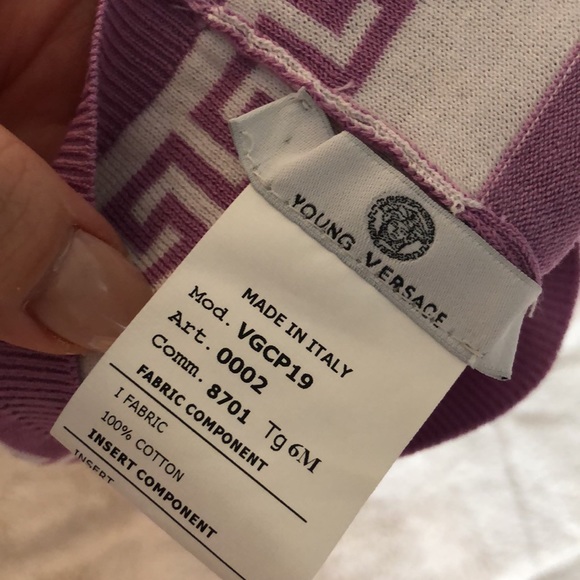 YOUNG VERSACE
MADE IN ITALY
Mod. VGCP19
Art. 0002
Comm. 8701 Tg 6M
FABRIC COMPONENT
I FABRIC
100% COTTON
INSERT COMPONENT
INSERT